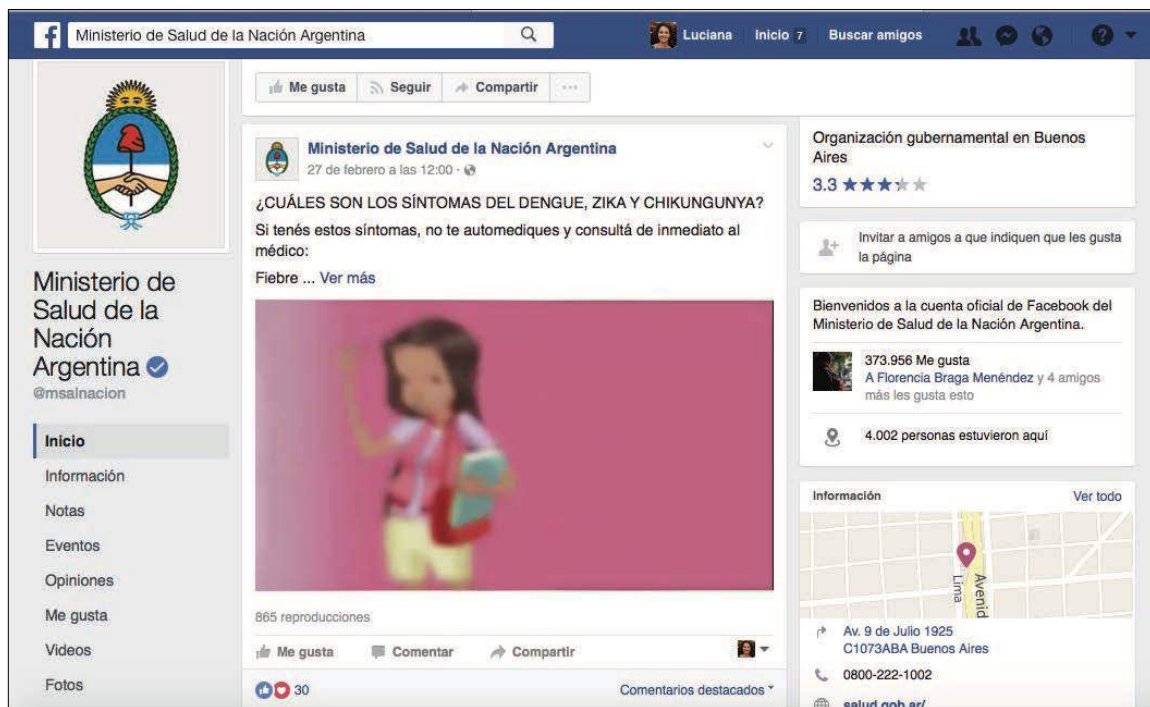 Ministerio de Salud de la Nación Argentina
Luciana Inicio 7 Buscar amigos
Me gusta Seguir Compartir
Ministerio de
Salud de la
Nación
Argentina
@msalnacion
Inicio
Información
Notas
Eventos
Opiniones
Me gusta
Videos
Fotos
Ministerio de Salud de la Nación Argentina
27 de febrero a las 12:00 ·
¿CUÁLES SON LOS SÍNTOMAS DEL DENGUE, ZIKA Y CHIKUNGUNYA?
Si tenés estos síntomas, no te automediques y consultá de inmediato al
médico:
Fiebre ... Ver más
865 reproducciones
Me gusta Comentar Compartir
30 Comentarios destacados
Organización gubernamental en Buenos
Aires
3.3
Invitar a amigos a que indiquen que les gusta
la página
Bienvenidos a la cuenta oficial de Facebook del
Ministerio de Salud de la Nación Argentina.
373.956 Me gusta
A Florencia Braga Menéndez y 4 amigos
más les gusta esto
4.002 personas estuvieron aquí
Información Ver todo
Lima
Avenid
Av. 9 de Julio 1925
C1073ABA Buenos Aires
0800-222-1002
salud.gob.ar/